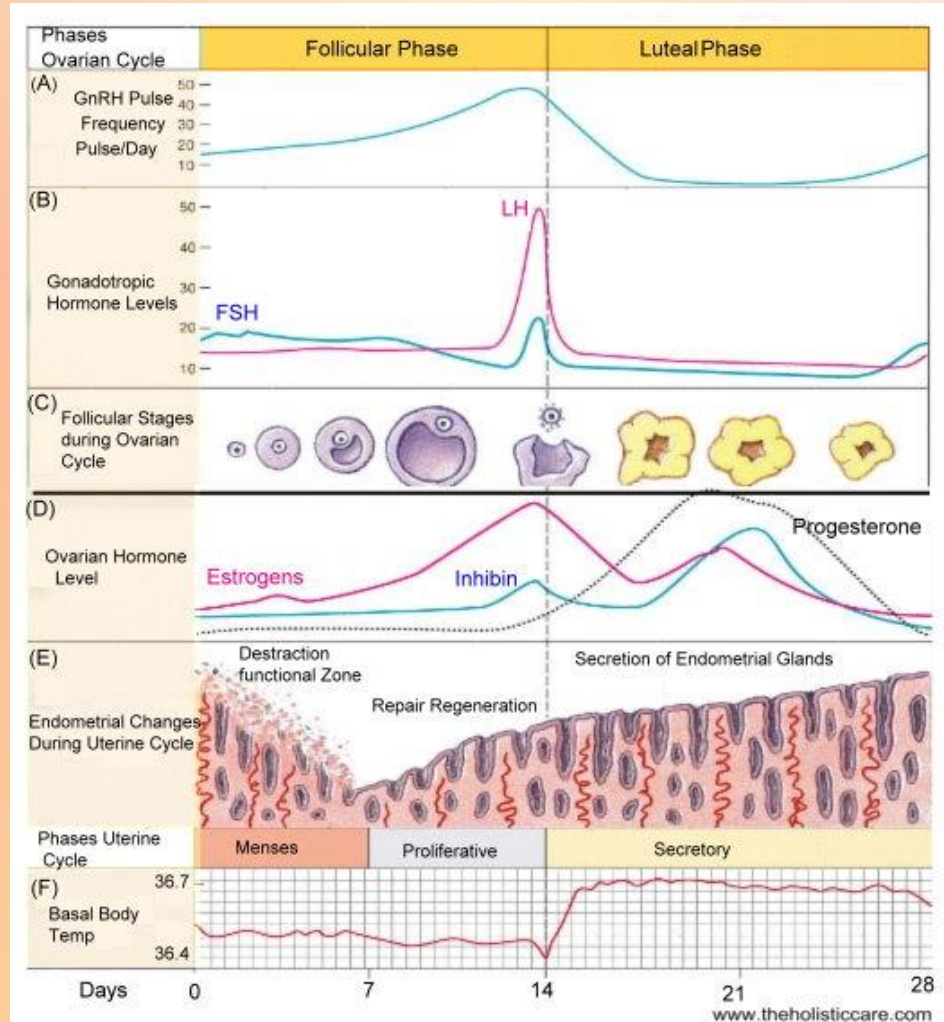 Phases
Ovarian Cycle
Follicular Phase
Luteal Phase
(A)
GnRH Pulse
Frequency
Pulse/Day
50
40
30
20
10
(B)
Gonadotropic
Hormone Levels
50
40
30
20
10
LH
FSH
(C)
Follicular Stages
during Ovarian
Cycle
(D)
Ovarian Hormone
Level
Estrogens
Inhibin
Progesterone
(E)
Endometrial Changes
During Uterine Cycle
Destraction
functional Zone
Repair Regeneration
Secretion of Endometrial Glands
Phases Uterine
Cycle
Menses
Proliferative
Secretory
(F)
Basal Body
Temp
36.7
36.4
Days
0
7
14
21
28
www.theholisticcare.com